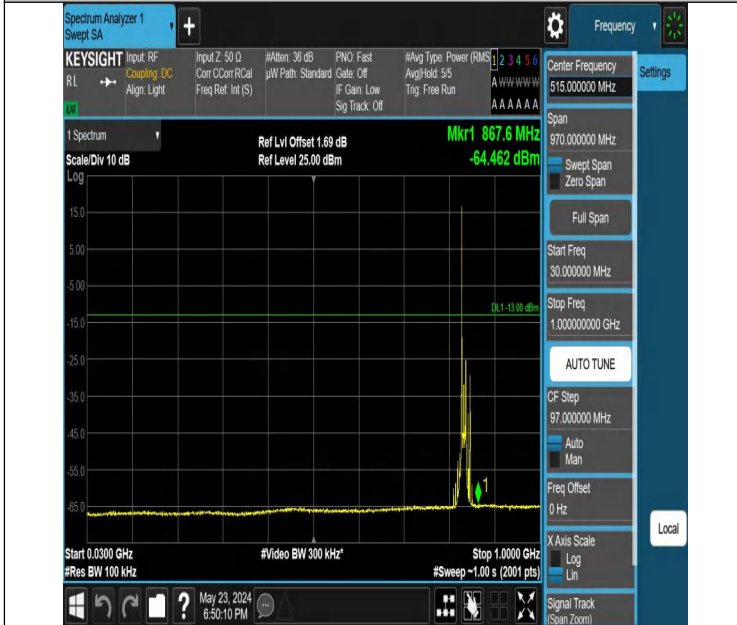 Spectrum Analyzer 1
Swept SA
Frequency
KEYSIGHT
RL
Input: RF
Coupling: DC
Align: Light
Input Z: 50 Ω
Corr CCorr RCal
Freq Ref: Int (S)
#Atten: 36 dB
µW Path: Standard
PNO: Fast
Gate: Off
IF Gain: Low
Sig Track: Off
#Avg Type: Power (RMS
Avg|Hold: 5/5
Trig: Free Run
1 2 3 4 5 6
A W W W W W
A A A A A A
1 Spectrum
Scale/Div 10 dB
Log
Ref Lvl Offset 1.69 dB
Ref Level 25.00 dBm
Mkr1 867.6 MHz
-64.462 dBm
15.0
5.00
-5.00
-15.0
-25.0
-35.0
-45.0
-55.0
-65.0
DL1 -13.00 dBm
1
Start 0.0300 GHz
#Res BW 100 kHz
#Video BW 300 kHz*
Stop 1.0000 GHz
#Sweep ~1.00 s (2001 pts)
May 23, 2024
6:50:10 PM
Center Frequency
515.000000 MHz
Settings
Span
970.000000 MHz
Swept Span
Zero Span
Full Span
Start Freq
30.000000 MHz
Stop Freq
1.000000000 GHz
AUTO TUNE
CF Step
97.000000 MHz
Auto
Man
Freq Offset
0 Hz
Local
X Axis Scale
Log
Lin
Signal Track
(Span Zoom)